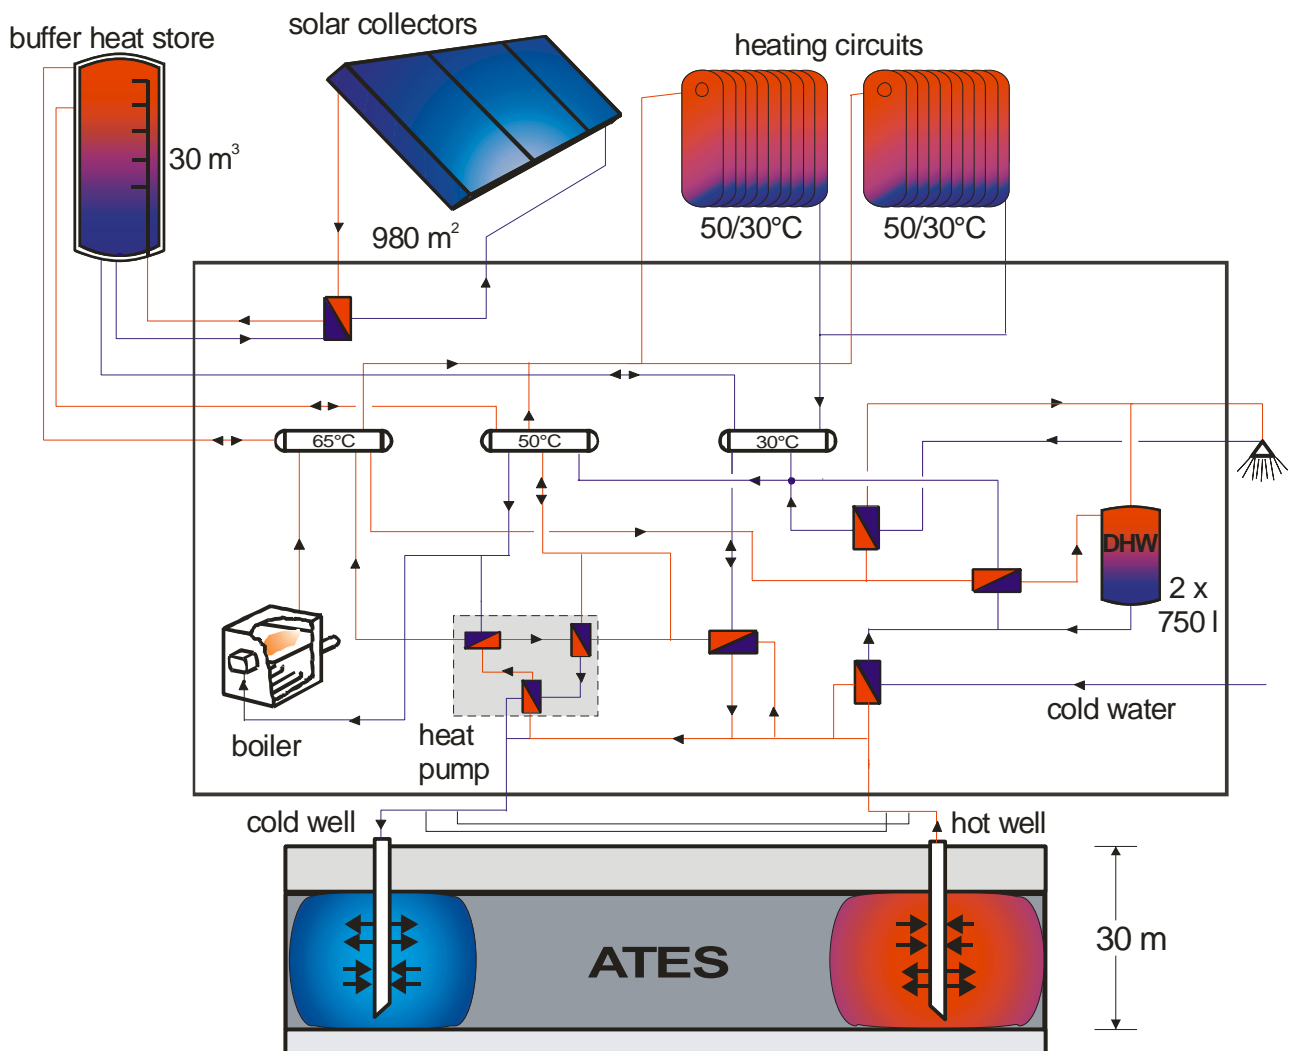 solar collectors
buffer heat store
heating circuits
30 m³
980 m²
50/30°C
50/30°C
65°C
50°C
30°C
DHW
2 x
750 l
boiler
heat
pump
cold water
cold well
hot well
ATES
30 m